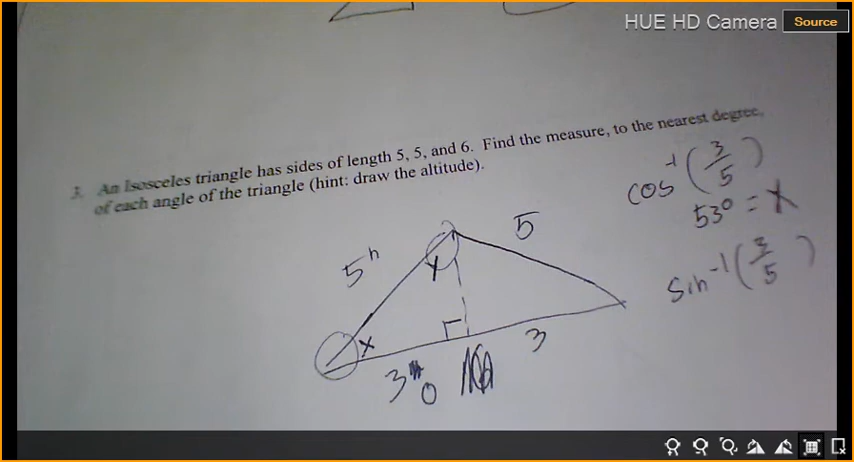 HUE HD Camera Source
3. An Isosceles triangle has sides of length 5, 5, and 6. Find the measure, to the nearest degree,
of each angle of the triangle (hint: draw the altitude).
cos⁻¹(3/5)
53° = x
sin⁻¹(3/5)
5
5 h
y
x
3
3
O